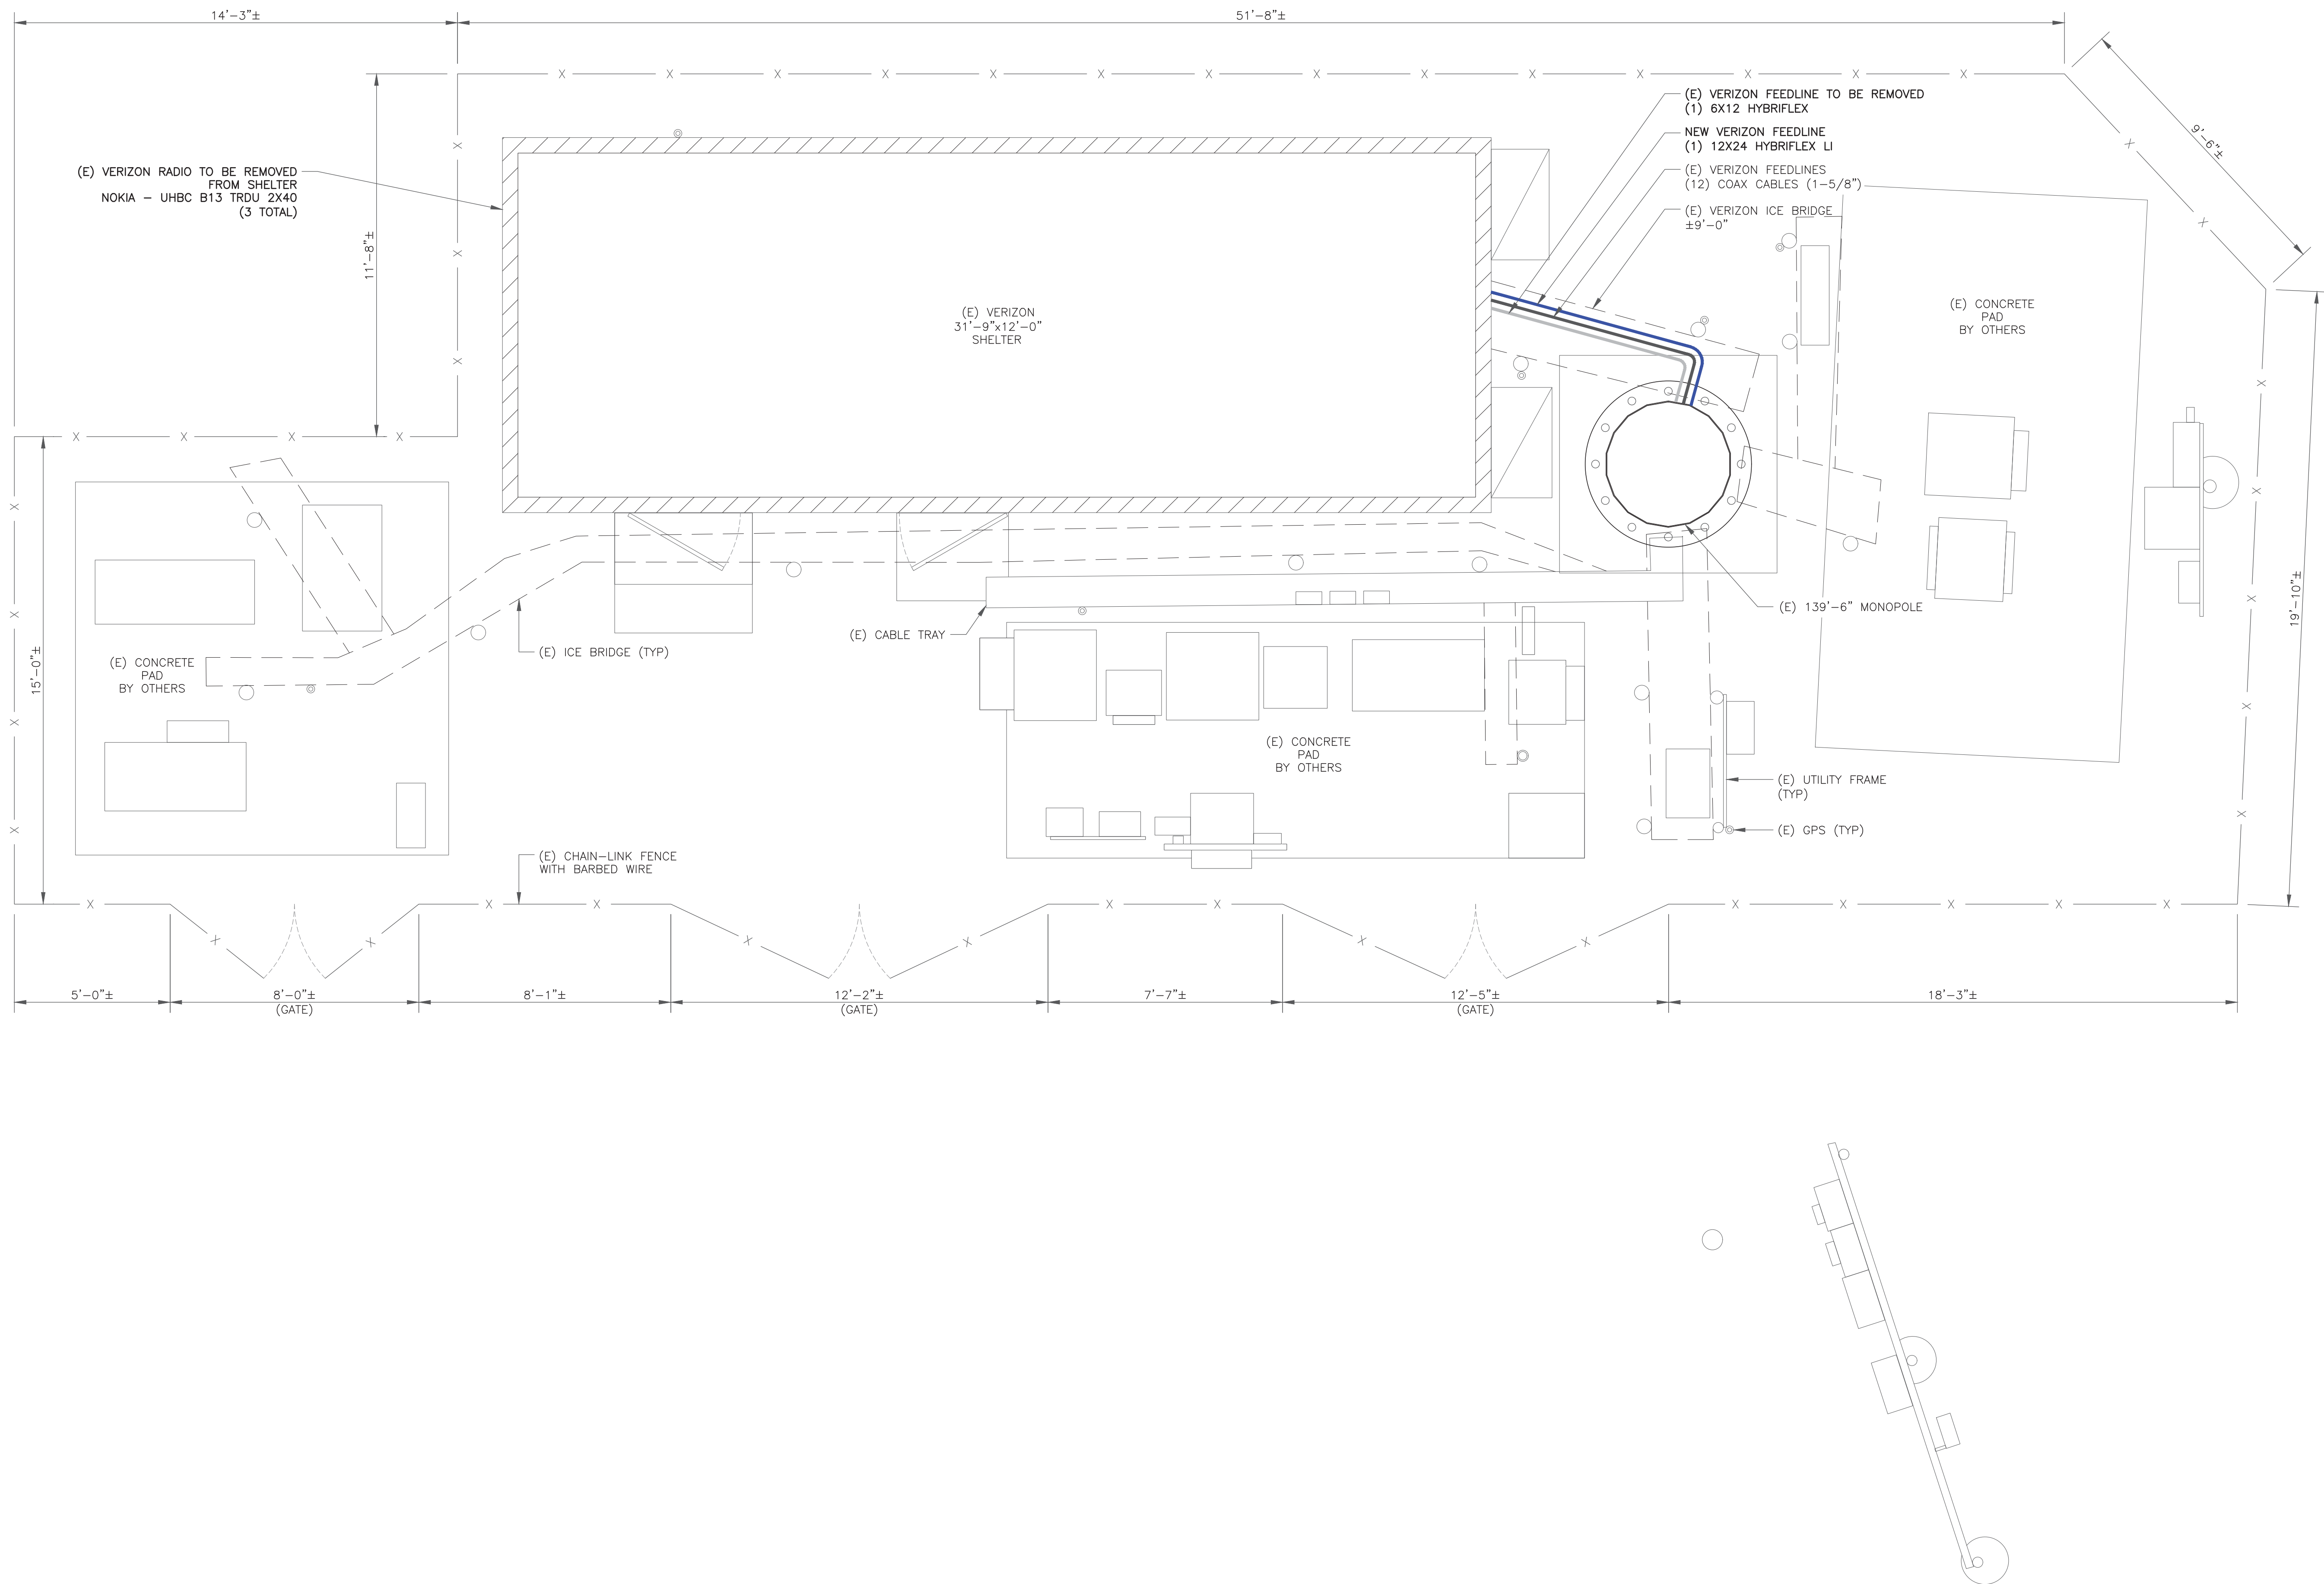 14'-3"±
51'-8"±
9'-6"±
(E) VERIZON FEEDLINE TO BE REMOVED
(1) 6X12 HYBRIFLEX
NEW VERIZON FEEDLINE
(1) 12X24 HYBRIFLEX LI
(E) VERIZON FEEDLINES
(12) COAX CABLES (1-5/8")
(E) VERIZON ICE BRIDGE
±9'-0"
(E) VERIZON RADIO TO BE REMOVED
FROM SHELTER
NOKIA - UHBC B13 TRDU 2X40
(3 TOTAL)
11'-8"±
(E) VERIZON
31'-9"x12'-0"
SHELTER
(E) CONCRETE
PAD
BY OTHERS
19'-10"±
(E) 139'-6" MONOPOLE
(E) CABLE TRAY
(E) ICE BRIDGE (TYP)
15'-0"±
(E) CONCRETE
PAD
BY OTHERS
(E) CONCRETE
PAD
BY OTHERS
(E) UTILITY FRAME
(TYP)
(E) GPS (TYP)
(E) CHAIN-LINK FENCE
WITH BARBED WIRE
5'-0"±
8'-0"±
(GATE)
8'-1"±
12'-2"±
(GATE)
7'-7"±
12'-5"±
(GATE)
18'-3"±